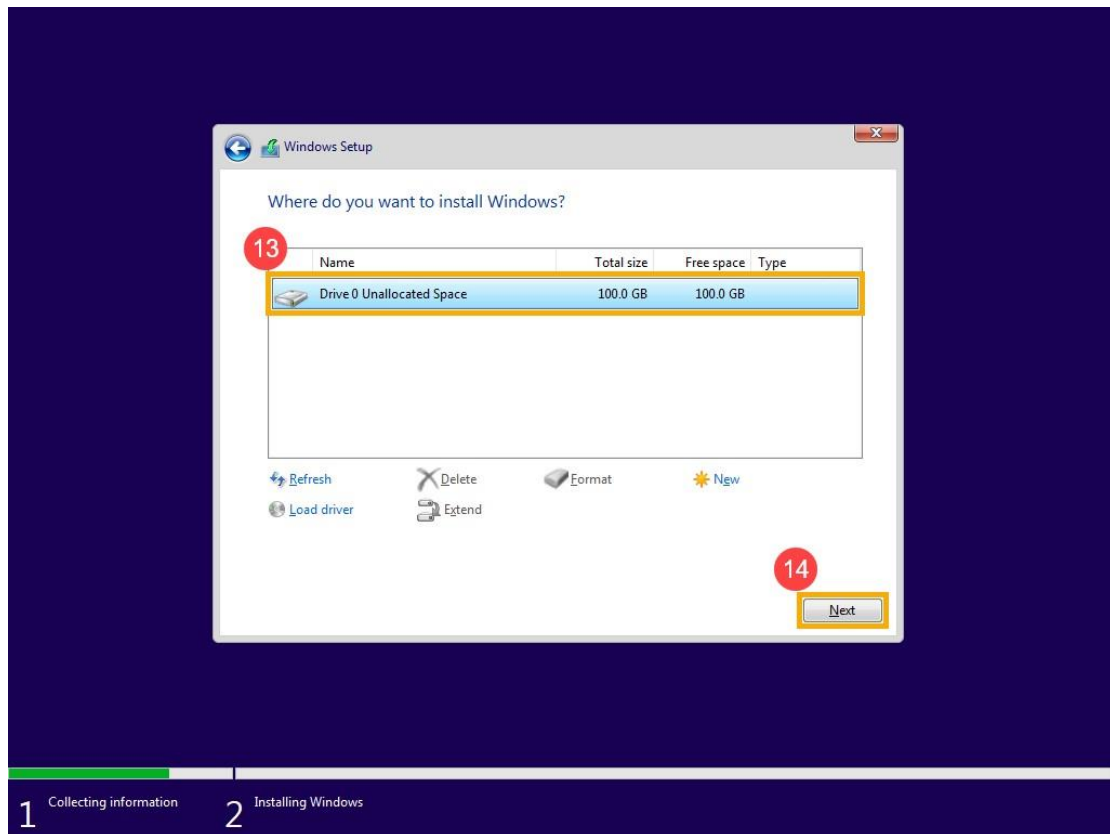 Windows Setup
X
Where do you want to install Windows?
13
Name Total size Free space Type
Drive 0 Unallocated Space 100.0 GB 100.0 GB
Refresh Delete Format New
Load driver Extend
14
Next
1 Collecting information 2 Installing Windows